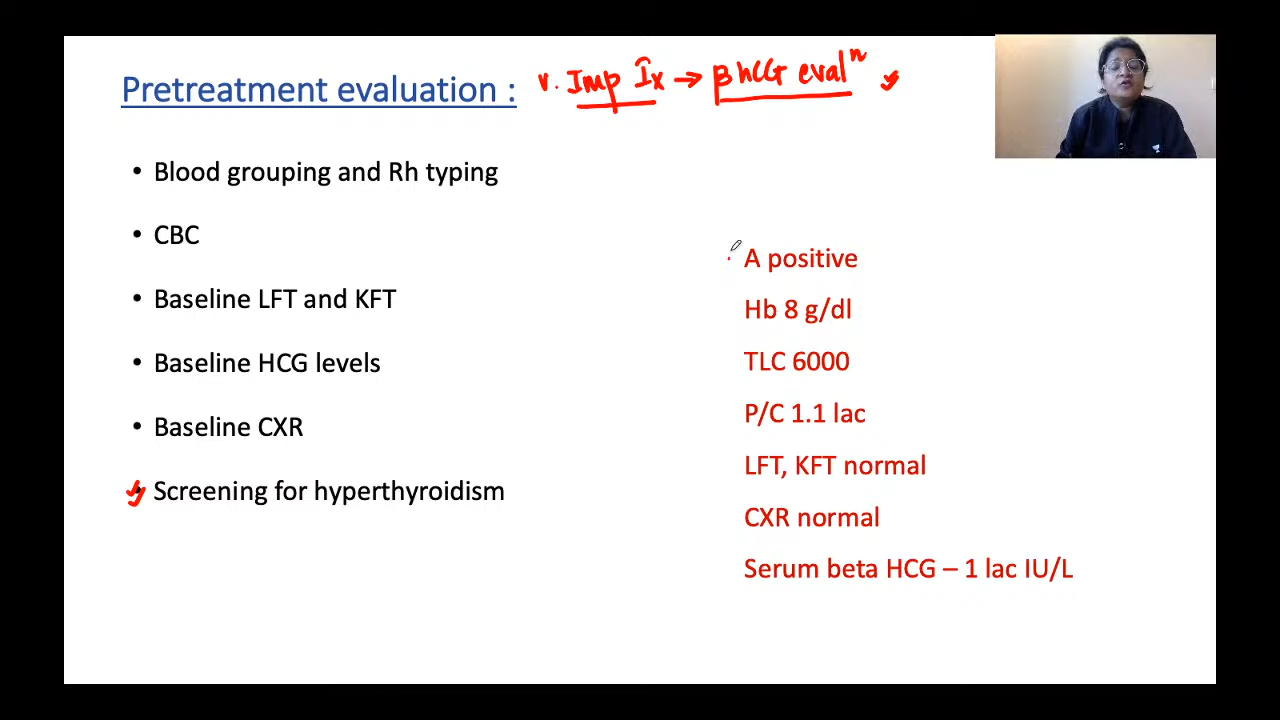 Pretreatment evaluation :
v. Imp Ix → βhCG evalⁿ
• Blood grouping and Rh typing
• CBC
• Baseline LFT and KFT
• Baseline HCG levels
• Baseline CXR
• Screening for hyperthyroidism
A positive
Hb 8 g/dl
TLC 6000
P/C 1.1 lac
LFT, KFT normal
CXR normal
Serum beta HCG – 1 lac IU/L